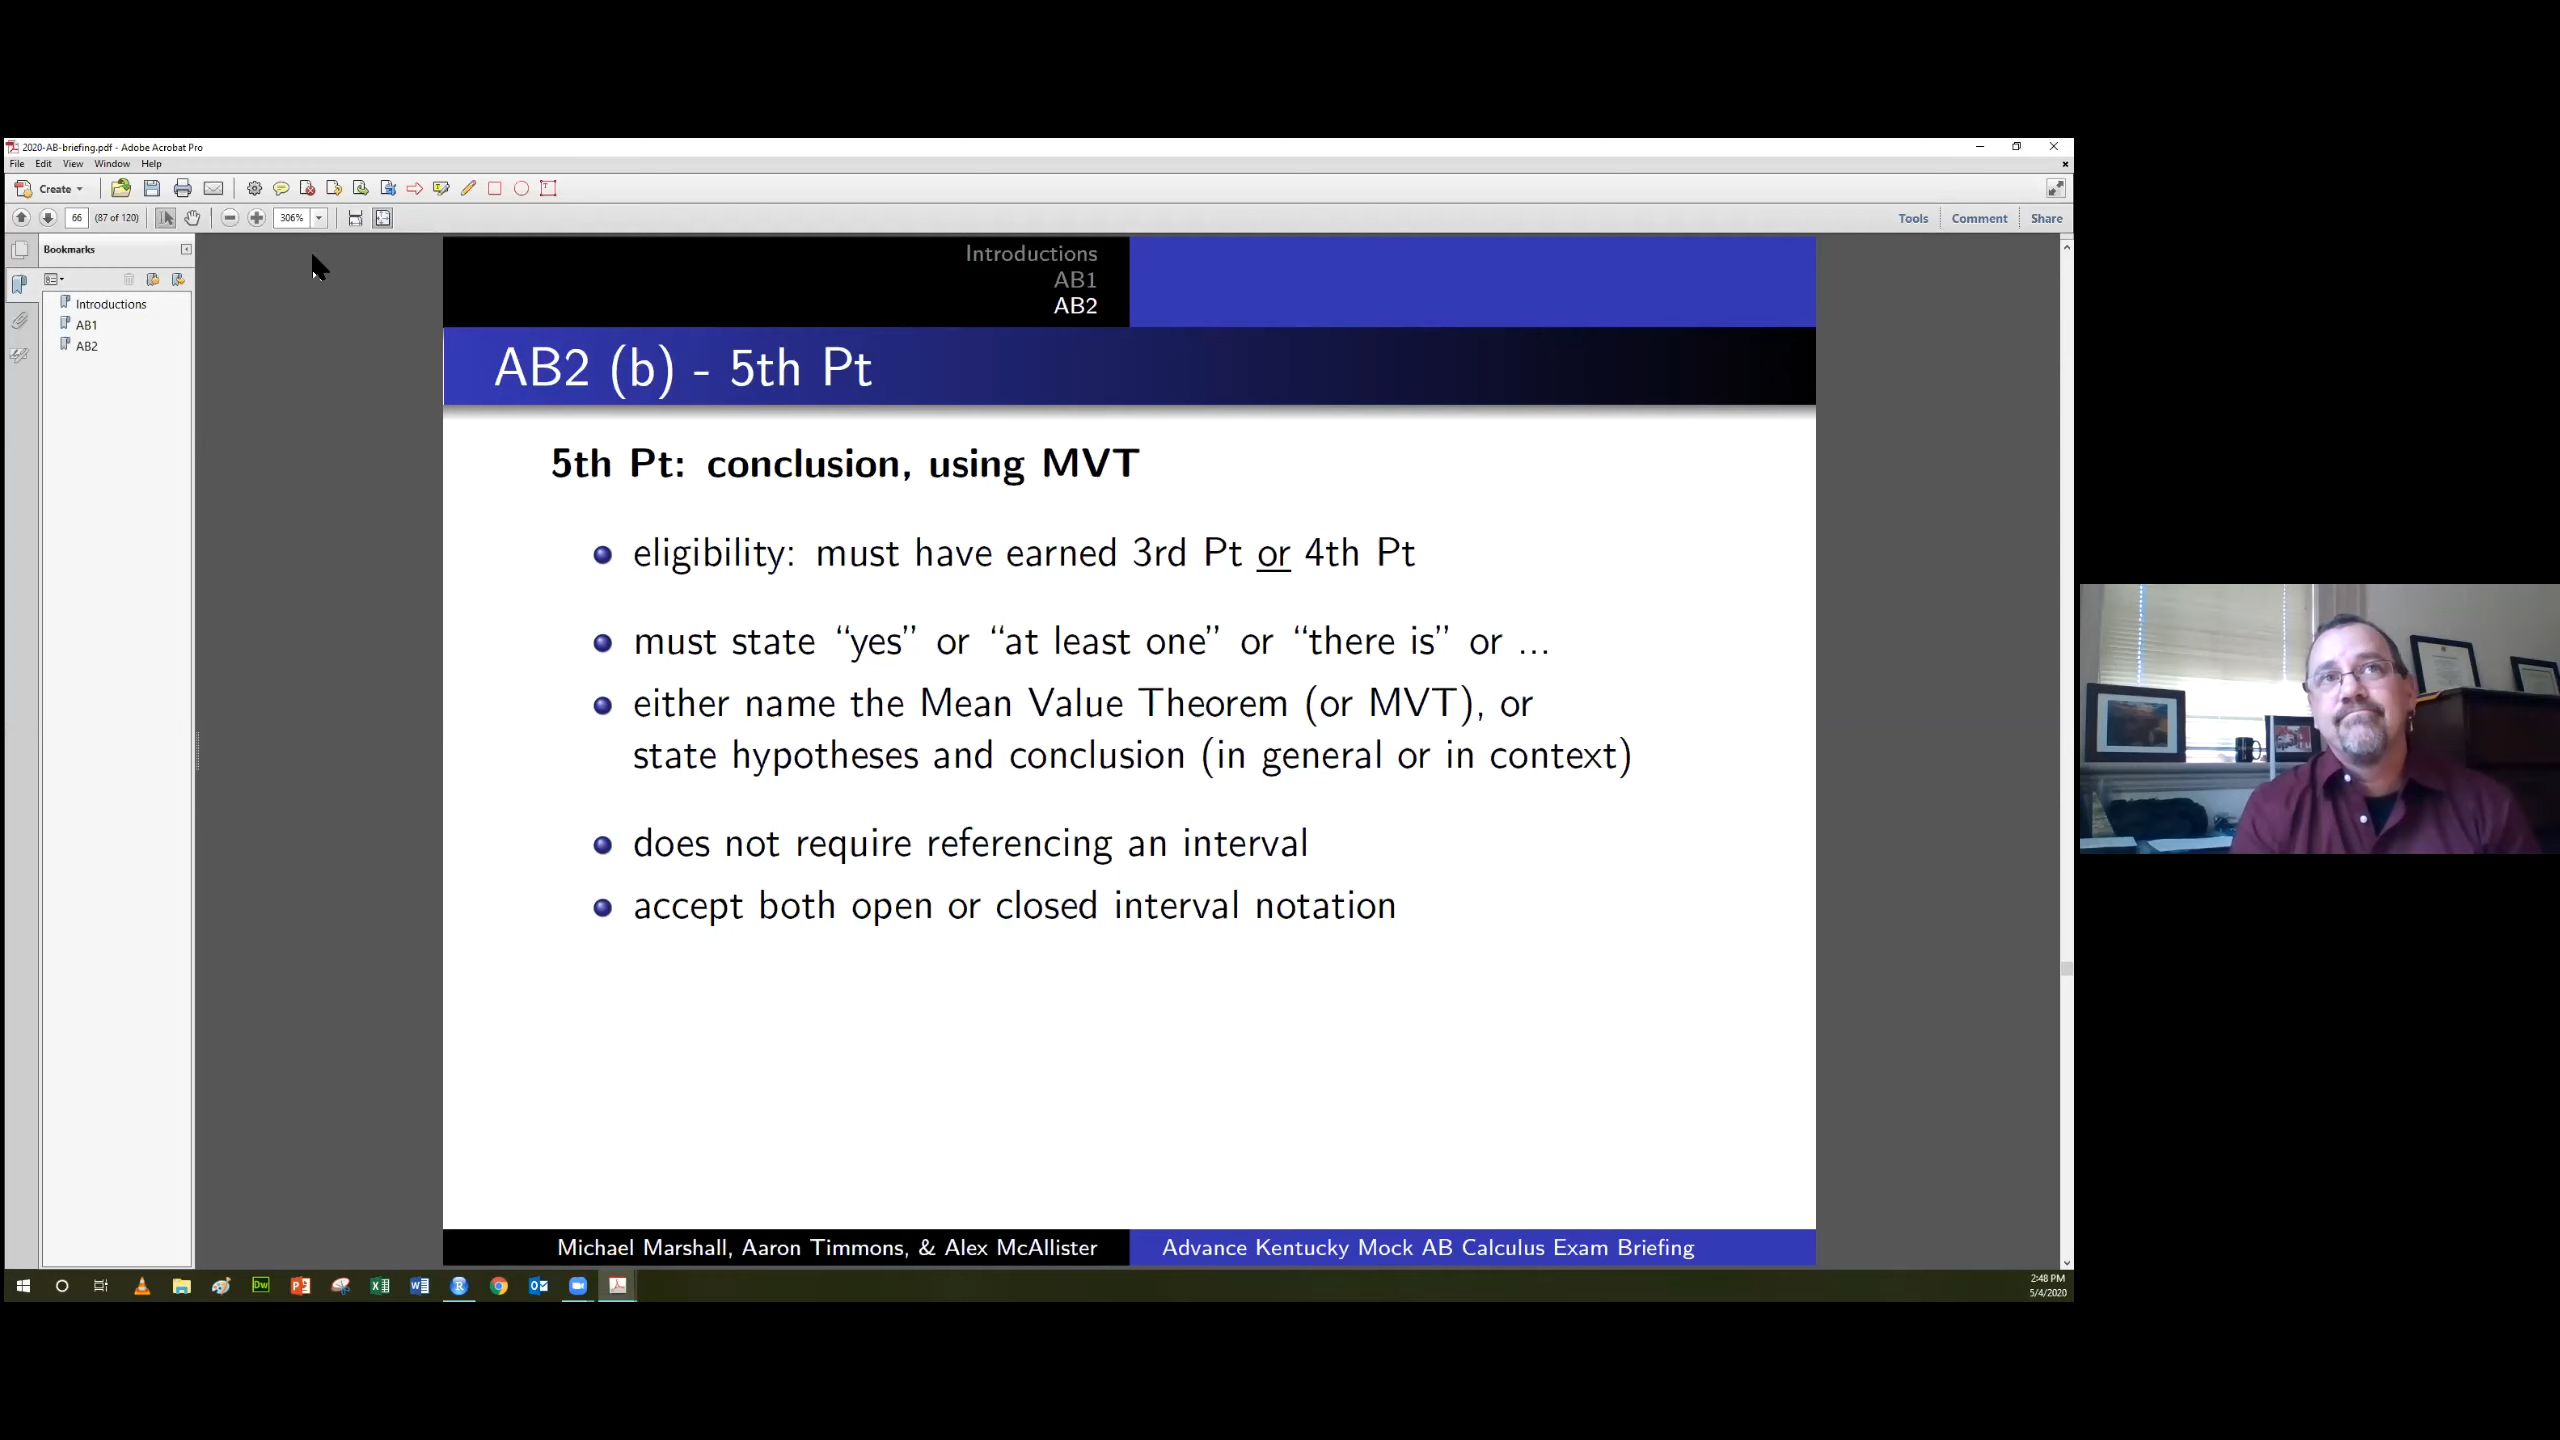 2020-AB-briefing.pdf - Adobe Acrobat Pro
File Edit View Window Help
Create
66 (87 of 120) 306% Tools Comment Share
Bookmarks
Introductions
AB1
AB2
Introductions
AB1
AB2
AB2 (b) - 5th Pt
5th Pt: conclusion, using MVT
eligibility: must have earned 3rd Pt or 4th Pt
must state “yes” or “at least one” or “there is” or ...
either name the Mean Value Theorem (or MVT), or
state hypotheses and conclusion (in general or in context)
does not require referencing an interval
accept both open or closed interval notation
Michael Marshall, Aaron Timmons, & Alex McAllister Advance Kentucky Mock AB Calculus Exam Briefing
2:48 PM
5/4/2020